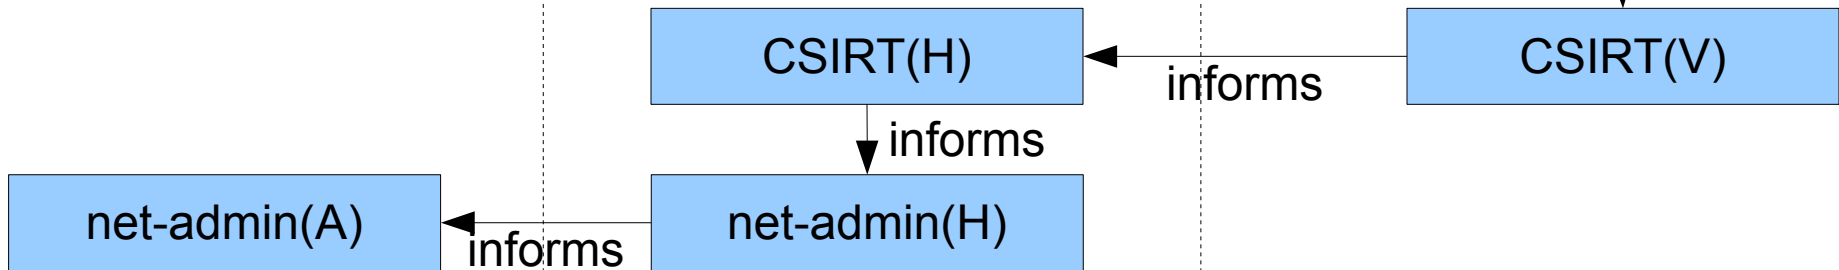 CSIRT(H)
informs
CSIRT(V)
informs
net-admin(A)
informs
net-admin(H)